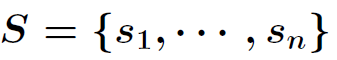 S = {s₁, ⋯ , sₙ}